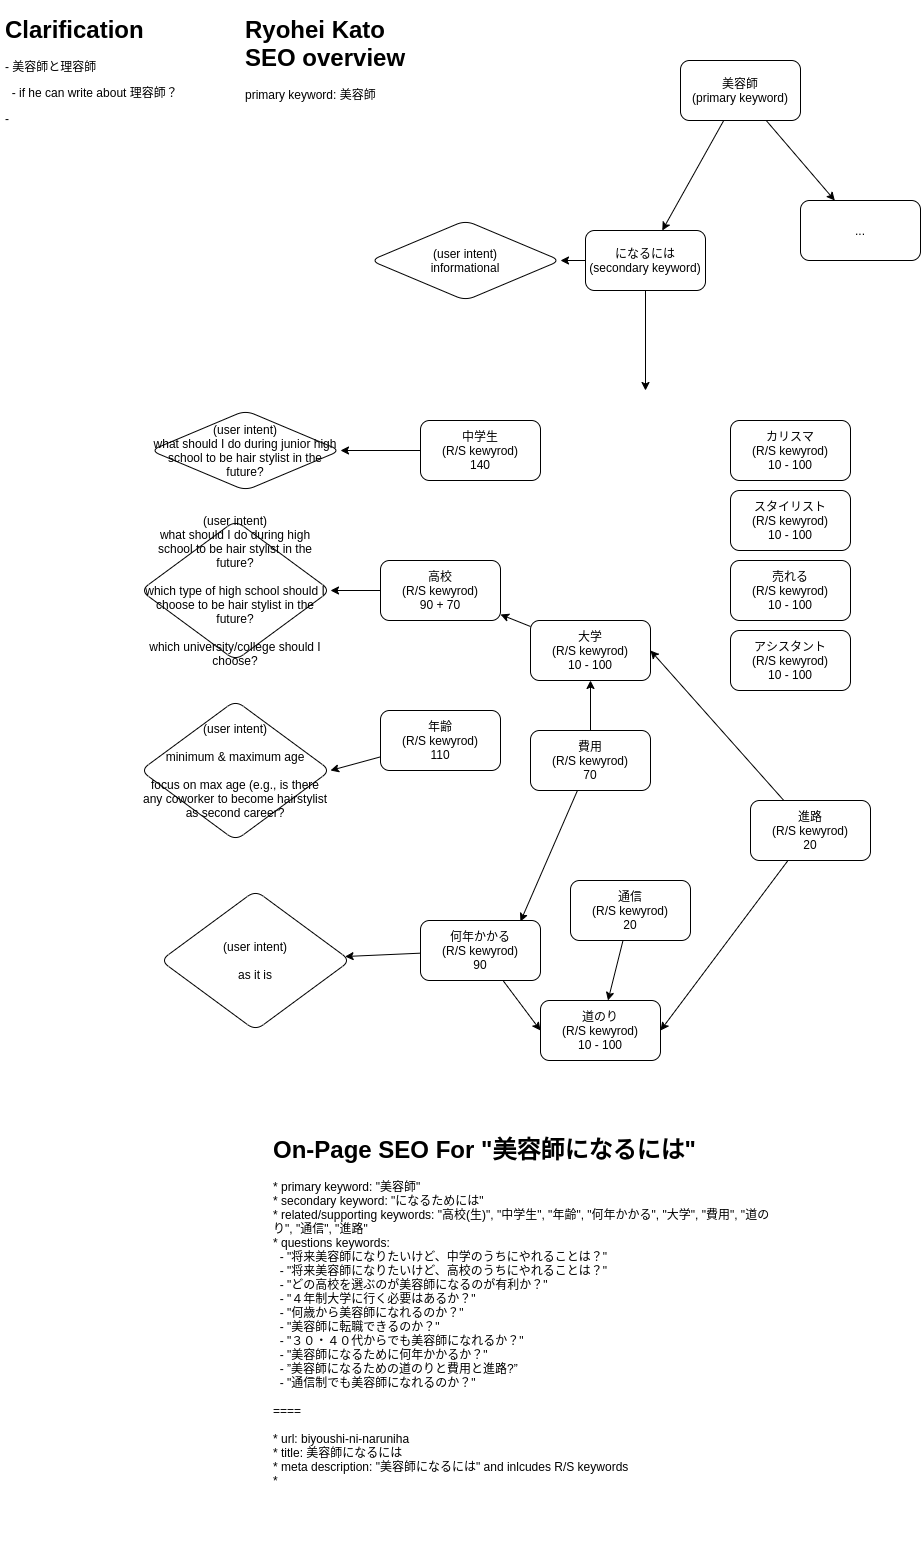 Clarification
- 美容師と理容師
- if he can write about 理容師？
-
Ryohei Kato
SEO overview
primary keyword: 美容師
美容師
(primary keyword)
...
になるには
(secondary keyword)
(user intent)
informational
(user intent)
what should I do during junior high
school to be hair stylist in the
future?
中学生
(R/S kewyrod)
140
カリスマ
(R/S kewyrod)
10 - 100
スタイリスト
(R/S kewyrod)
10 - 100
売れる
(R/S kewyrod)
10 - 100
アシスタント
(R/S kewyrod)
10 - 100
(user intent)
what should I do during high
school to be hair stylist in the
future?
which type of high school should I
choose to be hair stylist in the
future?
which university/college should I
choose?
高校
(R/S kewyrod)
90 + 70
大学
(R/S kewyrod)
10 - 100
(user intent)
minimum & maximum age
focus on max age (e.g., is there
any coworker to become hairstylist
as second career?
年齢
(R/S kewyrod)
110
費用
(R/S kewyrod)
70
進路
(R/S kewyrod)
20
(user intent)
as it is
何年かかる
(R/S kewyrod)
90
通信
(R/S kewyrod)
20
道のり
(R/S kewyrod)
10 - 100
On-Page SEO For "美容師になるには"
* primary keyword: "美容師"
* secondary keyword: "になるためには"
* related/supporting keywords: "高校(生)", "中学生", "年齢", "何年かかる", "大学", "費用", "道の
り", "通信", "進路"
* questions keywords:
- "将来美容師になりたいけど、中学のうちにやれることは？"
- "将来美容師になりたいけど、高校のうちにやれることは？"
- "どの高校を選ぶのが美容師になるのが有利か？"
- "４年制大学に行く必要はあるか？"
- "何歳から美容師になれるのか？"
- "美容師に転職できるのか？"
- "３０・４０代からでも美容師になれるか？"
- "美容師になるために何年かかるか？"
- ”美容師になるための道のりと費用と進路?”
- "通信制でも美容師になれるのか？"
====
* url: biyoushi-ni-naruniha
* title: 美容師になるには
* meta description: "美容師になるには" and inlcudes R/S keywords
*